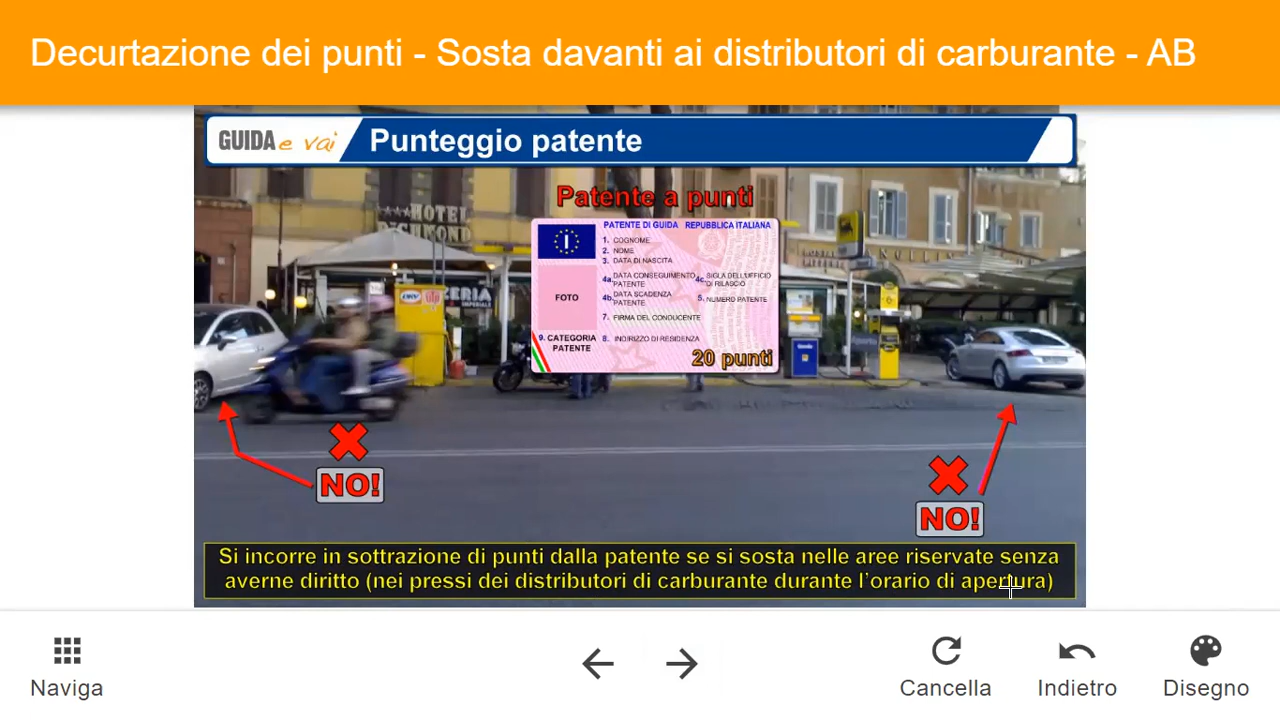 Decurtazione dei punti - Sosta davanti ai distributori di carburante - AB
GUIDA e vai
Punteggio patente
Patente a punti
PATENTE DI GUIDA REPUBBLICA ITALIANA
I
1. COGNOME
2. NOME
3. DATA DI NASCITA
4a. DATA CONSEGUIMENTO PATENTE
4c. SIGLA DELL'UFFICIO DI RILASCIO
4b. DATA SCADENZA PATENTE
5. NUMERO PATENTE
FOTO
7. FIRMA DEL CONDUCENTE
9. CATEGORIA PATENTE
8. INDIRIZZO DI RESIDENZA
20 punti
HOTEL
RICHMOND
NO!
NO!
Si incorre in sottrazione di punti dalla patente se si sosta nelle aree riservate senza
averne diritto (nei pressi dei distributori di carburante durante l'orario di apertura)
Naviga
Cancella
Indietro
Disegno